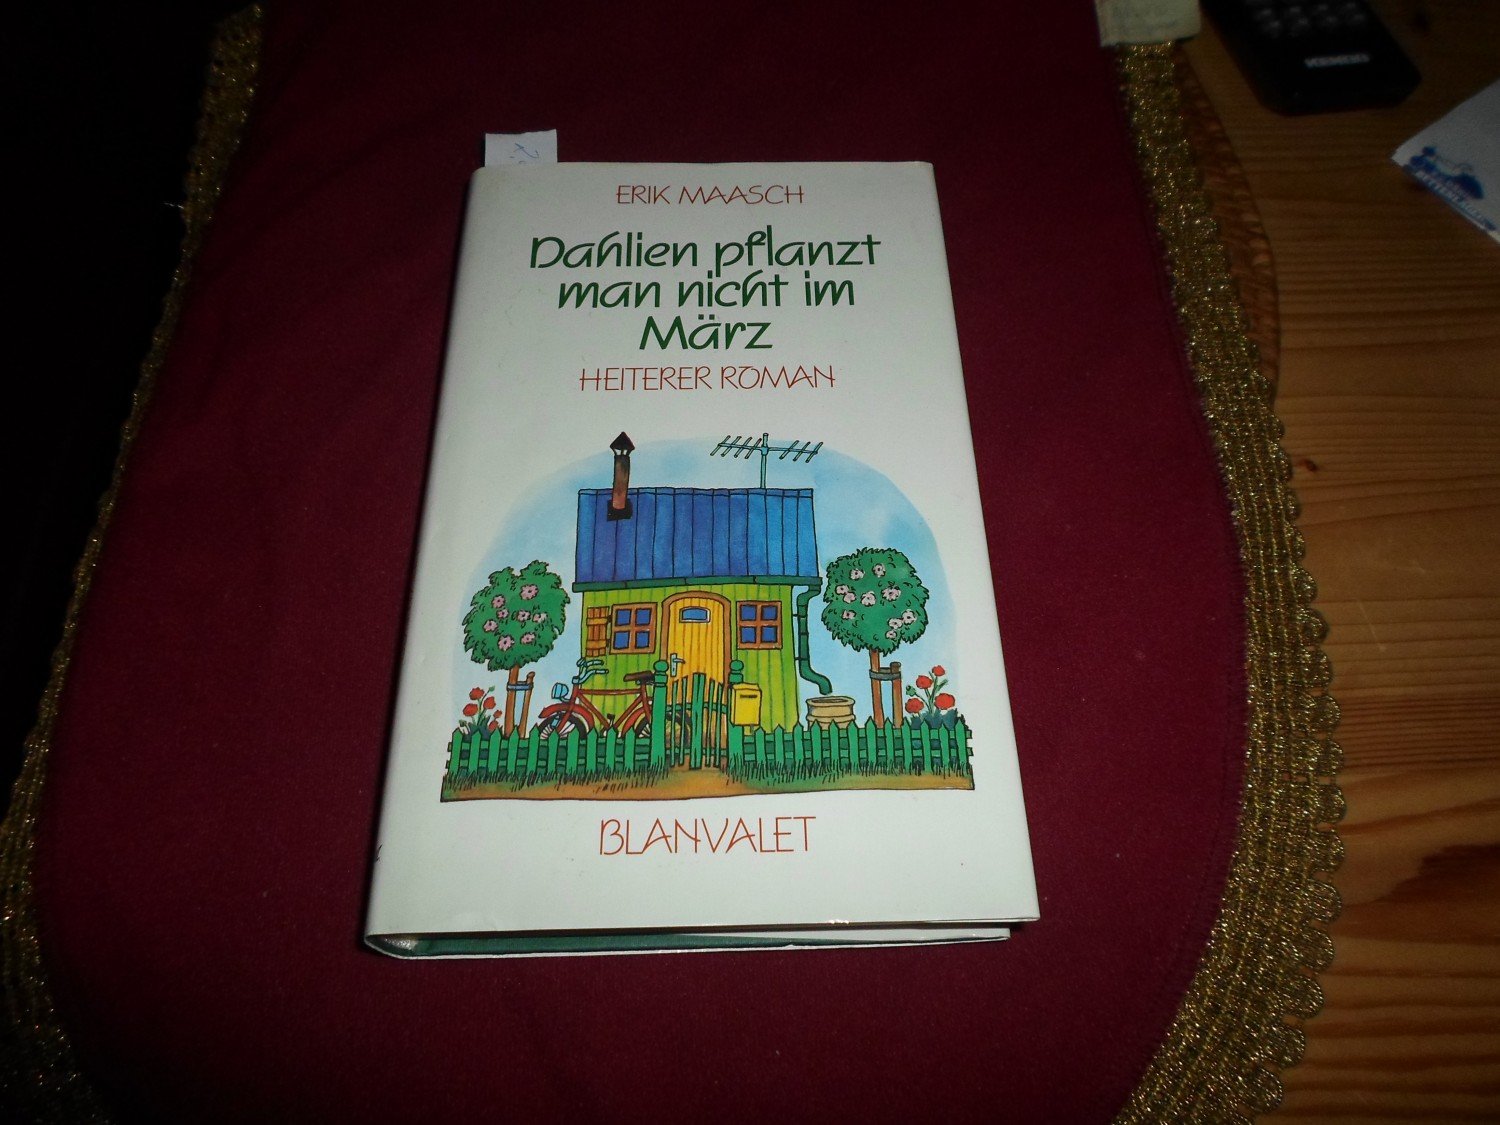 ERIK MAASCH
Dahlien pflanzt
man nicht im
März
HEITERER ROMAN
BLANVALET